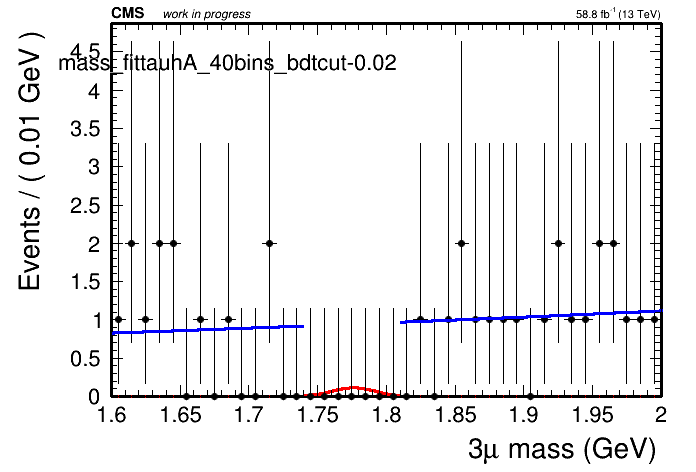 CMS work in progress 58.8 fb⁻¹ (13 TeV)
mass_fittauhA_40bins_bdtcut-0.02
Events / ( 0.01 GeV )
4.5
4
3.5
3
2.5
2
1.5
1
0.5
0
1.6 1.65 1.7 1.75 1.8 1.85 1.9 1.95 2
3μ mass (GeV)